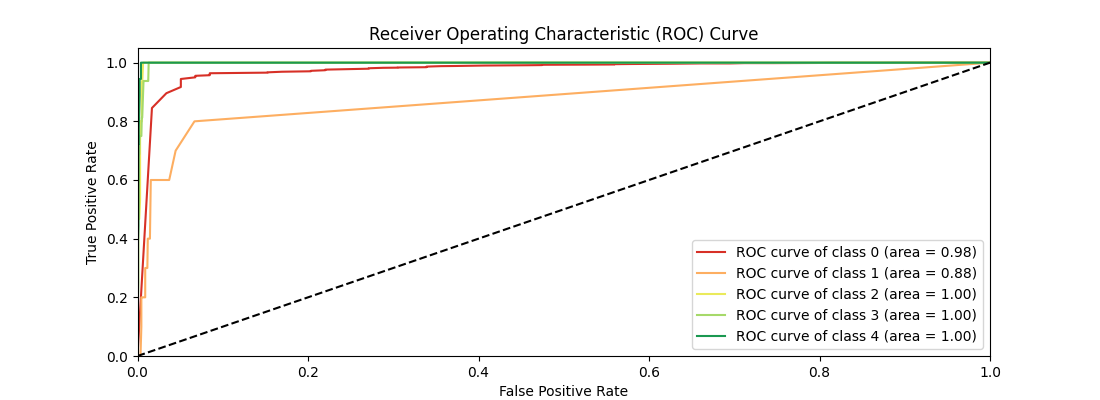 Receiver Operating Characteristic (ROC) Curve
True Positive Rate
1.0
0.8
0.6
0.4
0.2
0.0
ROC curve of class 0 (area = 0.98)
ROC curve of class 1 (area = 0.88)
ROC curve of class 2 (area = 1.00)
ROC curve of class 3 (area = 1.00)
ROC curve of class 4 (area = 1.00)
0.0 0.2 0.4 0.6 0.8 1.0
False Positive Rate